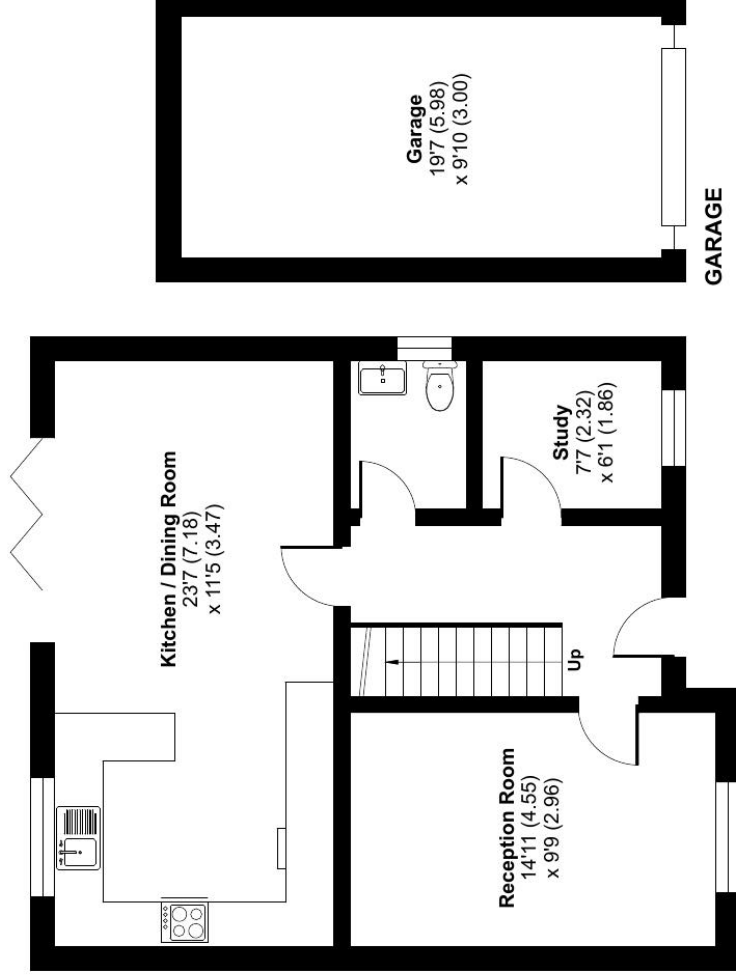 Kitchen / Dining Room
23'7 (7.18)
x 11'5 (3.47)
Reception Room
14'11 (4.55)
x 9'9 (2.96)
Up
Study
7'7 (2.32)
x 6'1 (1.86)
Garage
19'7 (5.98)
x 9'10 (3.00)
GARAGE